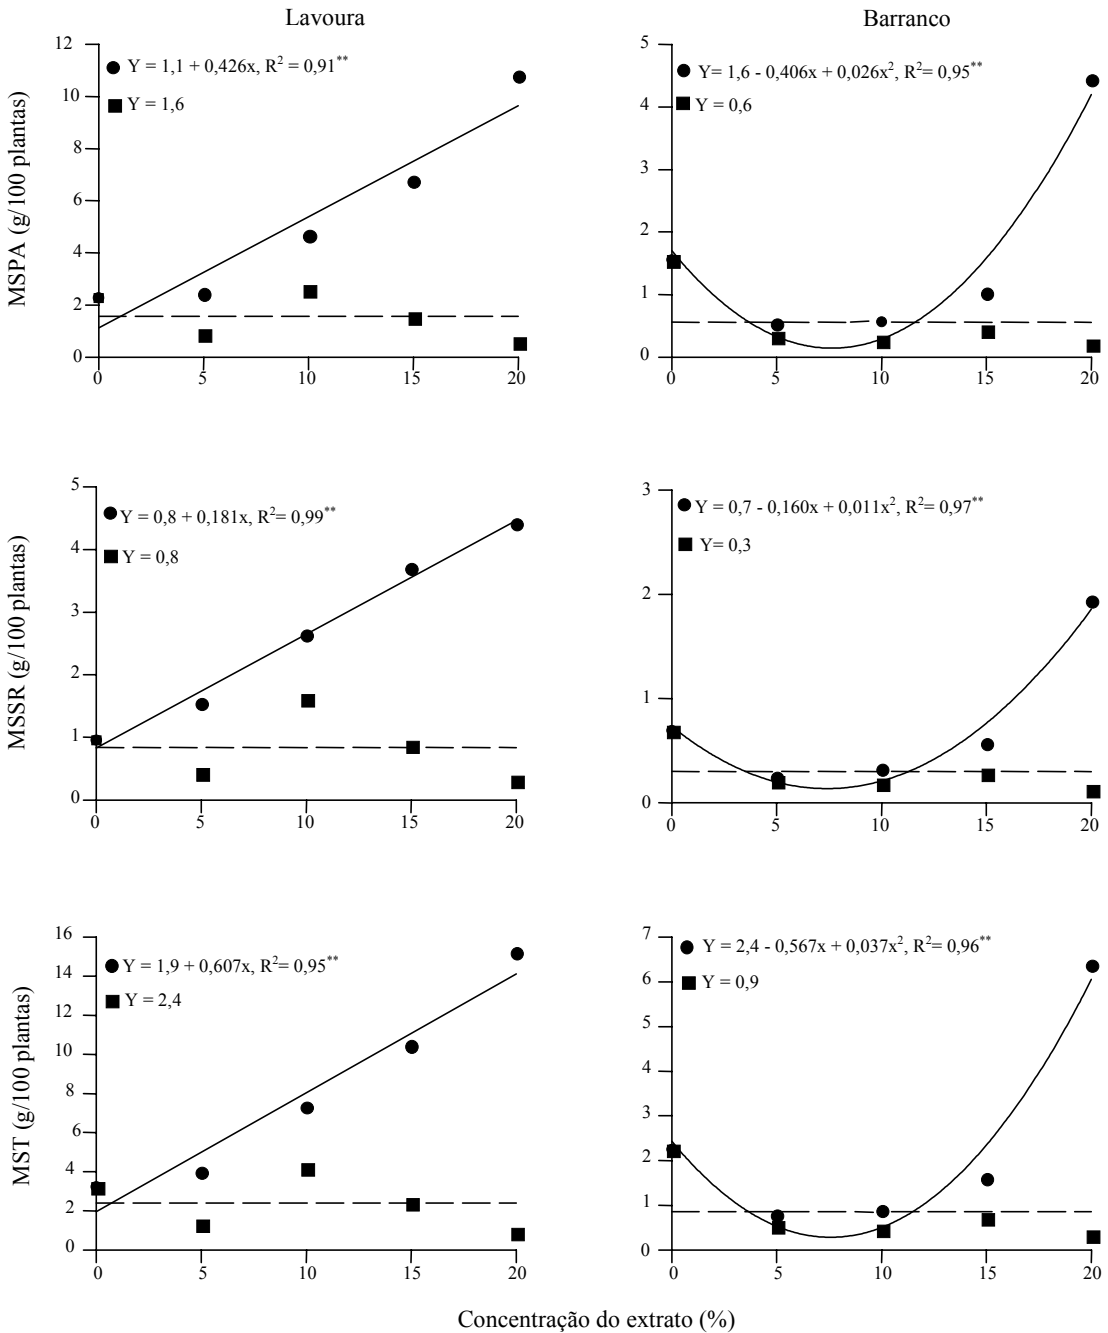 Lavoura
Barranco
MSPA (g/100 plantas)
12
10
8
6
4
2
0
Y = 1,1 + 0,426x, R² = 0,91**
Y = 1,6
0 5 10 15 20
5
4
3
2
1
0
Y= 1,6 - 0,406x + 0,026x², R²= 0,95**
Y = 0,6
0 5 10 15 20
MSSR (g/100 plantas)
5
4
3
2
1
0
Y = 0,8 + 0,181x, R²= 0,99**
Y = 0,8
0 5 10 15 20
3
2
1
0
Y = 0,7 - 0,160x + 0,011x², R²= 0,97**
Y= 0,3
0 5 10 15 20
MST (g/100 plantas)
16
14
12
10
8
6
4
2
0
Y = 1,9 + 0,607x, R²= 0,95**
Y = 2,4
0 5 10 15 20
7
6
5
4
3
2
1
0
Y = 2,4 - 0,567x + 0,037x², R²= 0,96**
Y = 0,9
0 5 10 15 20
Concentração do extrato (%)